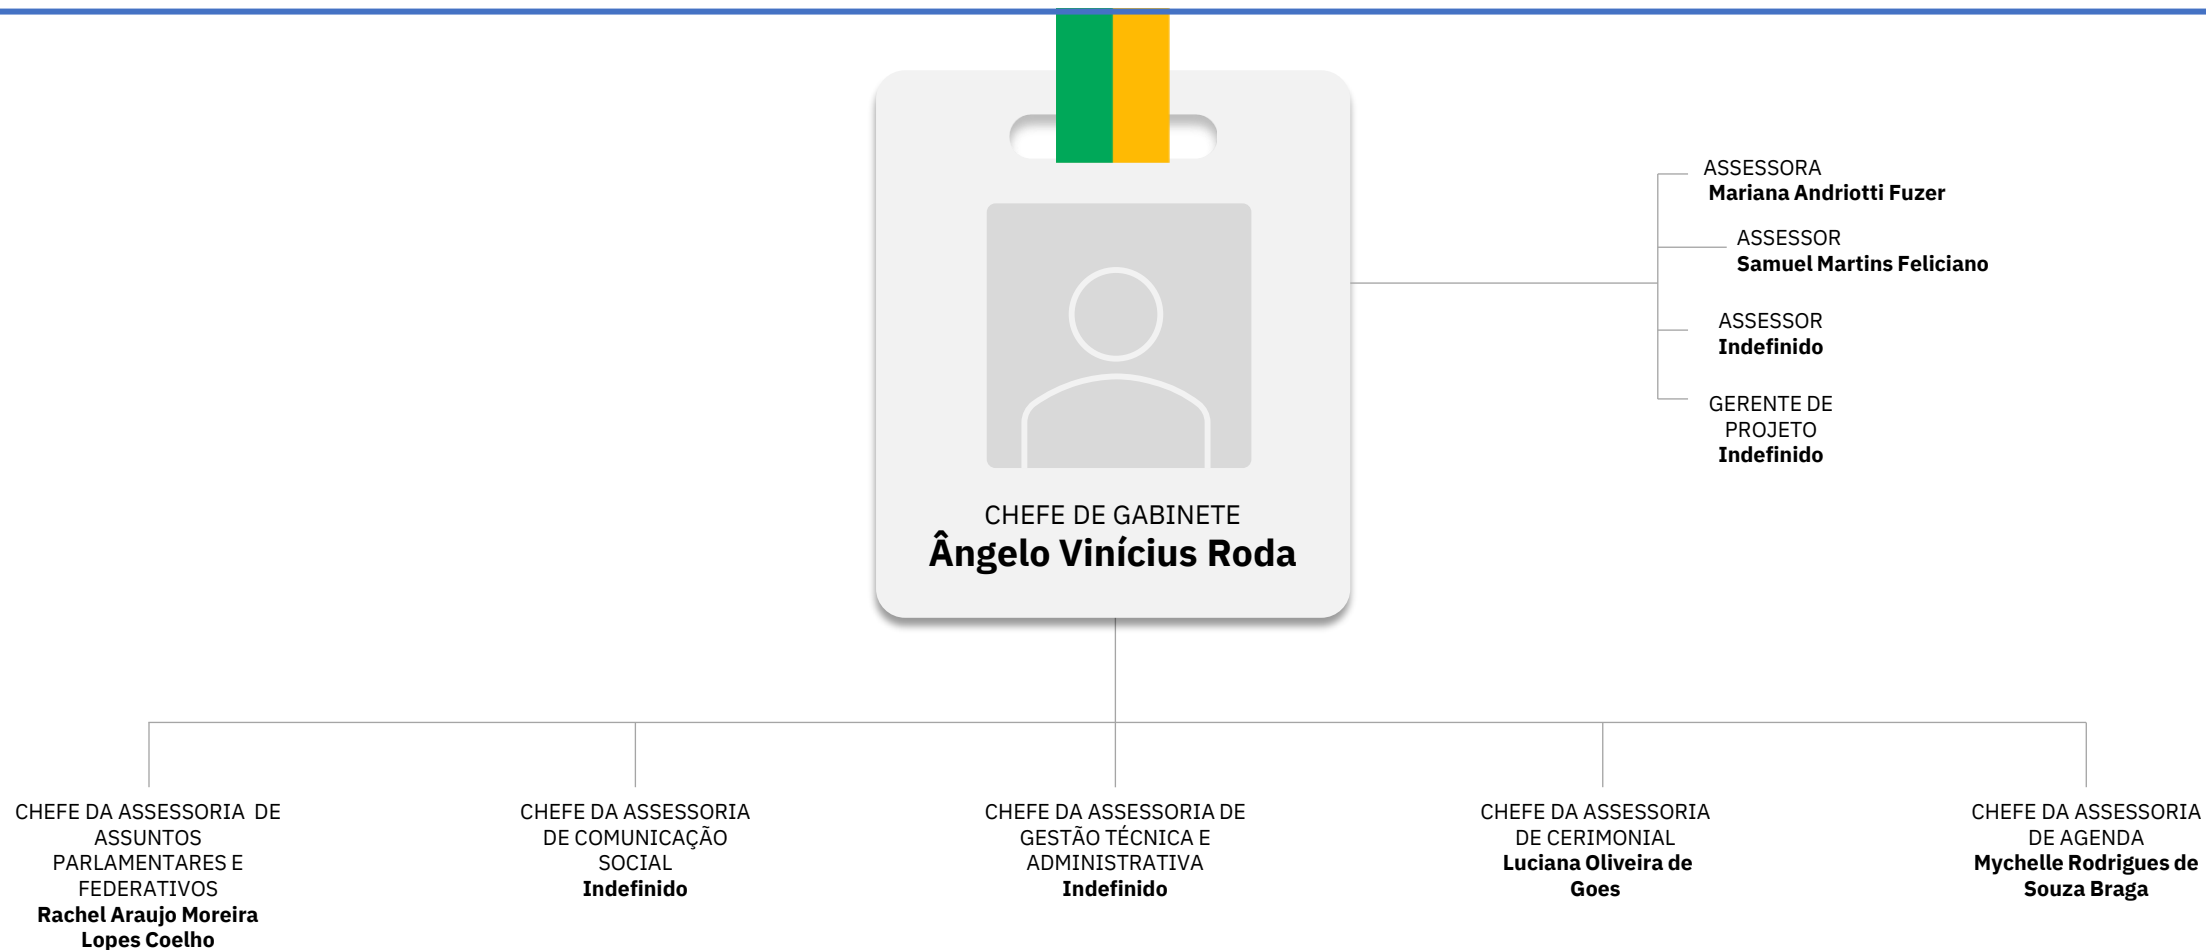 ASSESSORA
Mariana Andriotti Fuzer
ASSESSOR
Samuel Martins Feliciano
ASSESSOR
Indefinido
GERENTE DE
PROJETO
Indefinido
CHEFE DE GABINETE
Ângelo Vinícius Roda
CHEFE DA ASSESSORIA DE
ASSUNTOS
PARLAMENTARES E
FEDERATIVOS
Rachel Araujo Moreira
Lopes Coelho
CHEFE DA ASSESSORIA
DE COMUNICAÇÃO
SOCIAL
Indefinido
CHEFE DA ASSESSORIA DE
GESTÃO TÉCNICA E
ADMINISTRATIVA
Indefinido
CHEFE DA ASSESSORIA
DE CERIMONIAL
Luciana Oliveira de
Goes
CHEFE DA ASSESSORIA
DE AGENDA
Mychelle Rodrigues de
Souza Braga